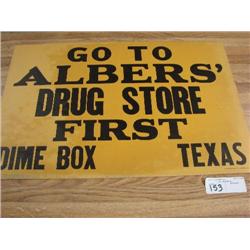 GO TO
ALBERS'
DRUG STORE
FIRST
DIME BOX TEXAS
153